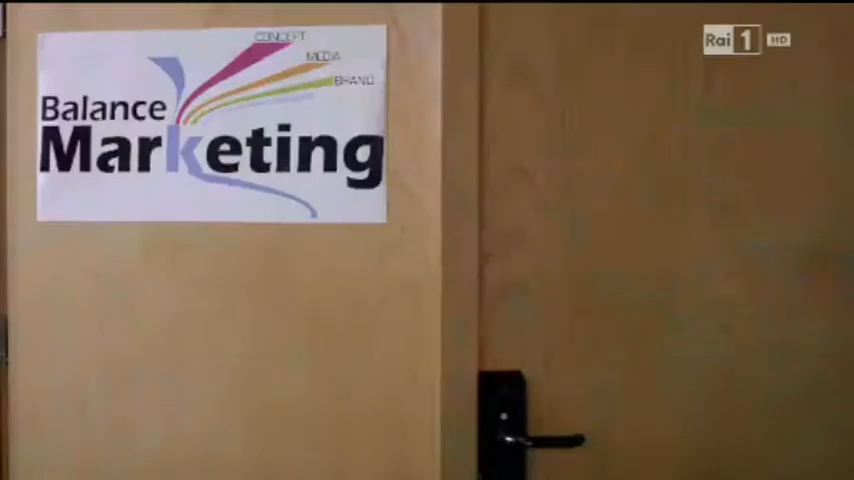 CONCEPT
MEDIA
BRAND
Balance
Marketing
Rai 1 HD